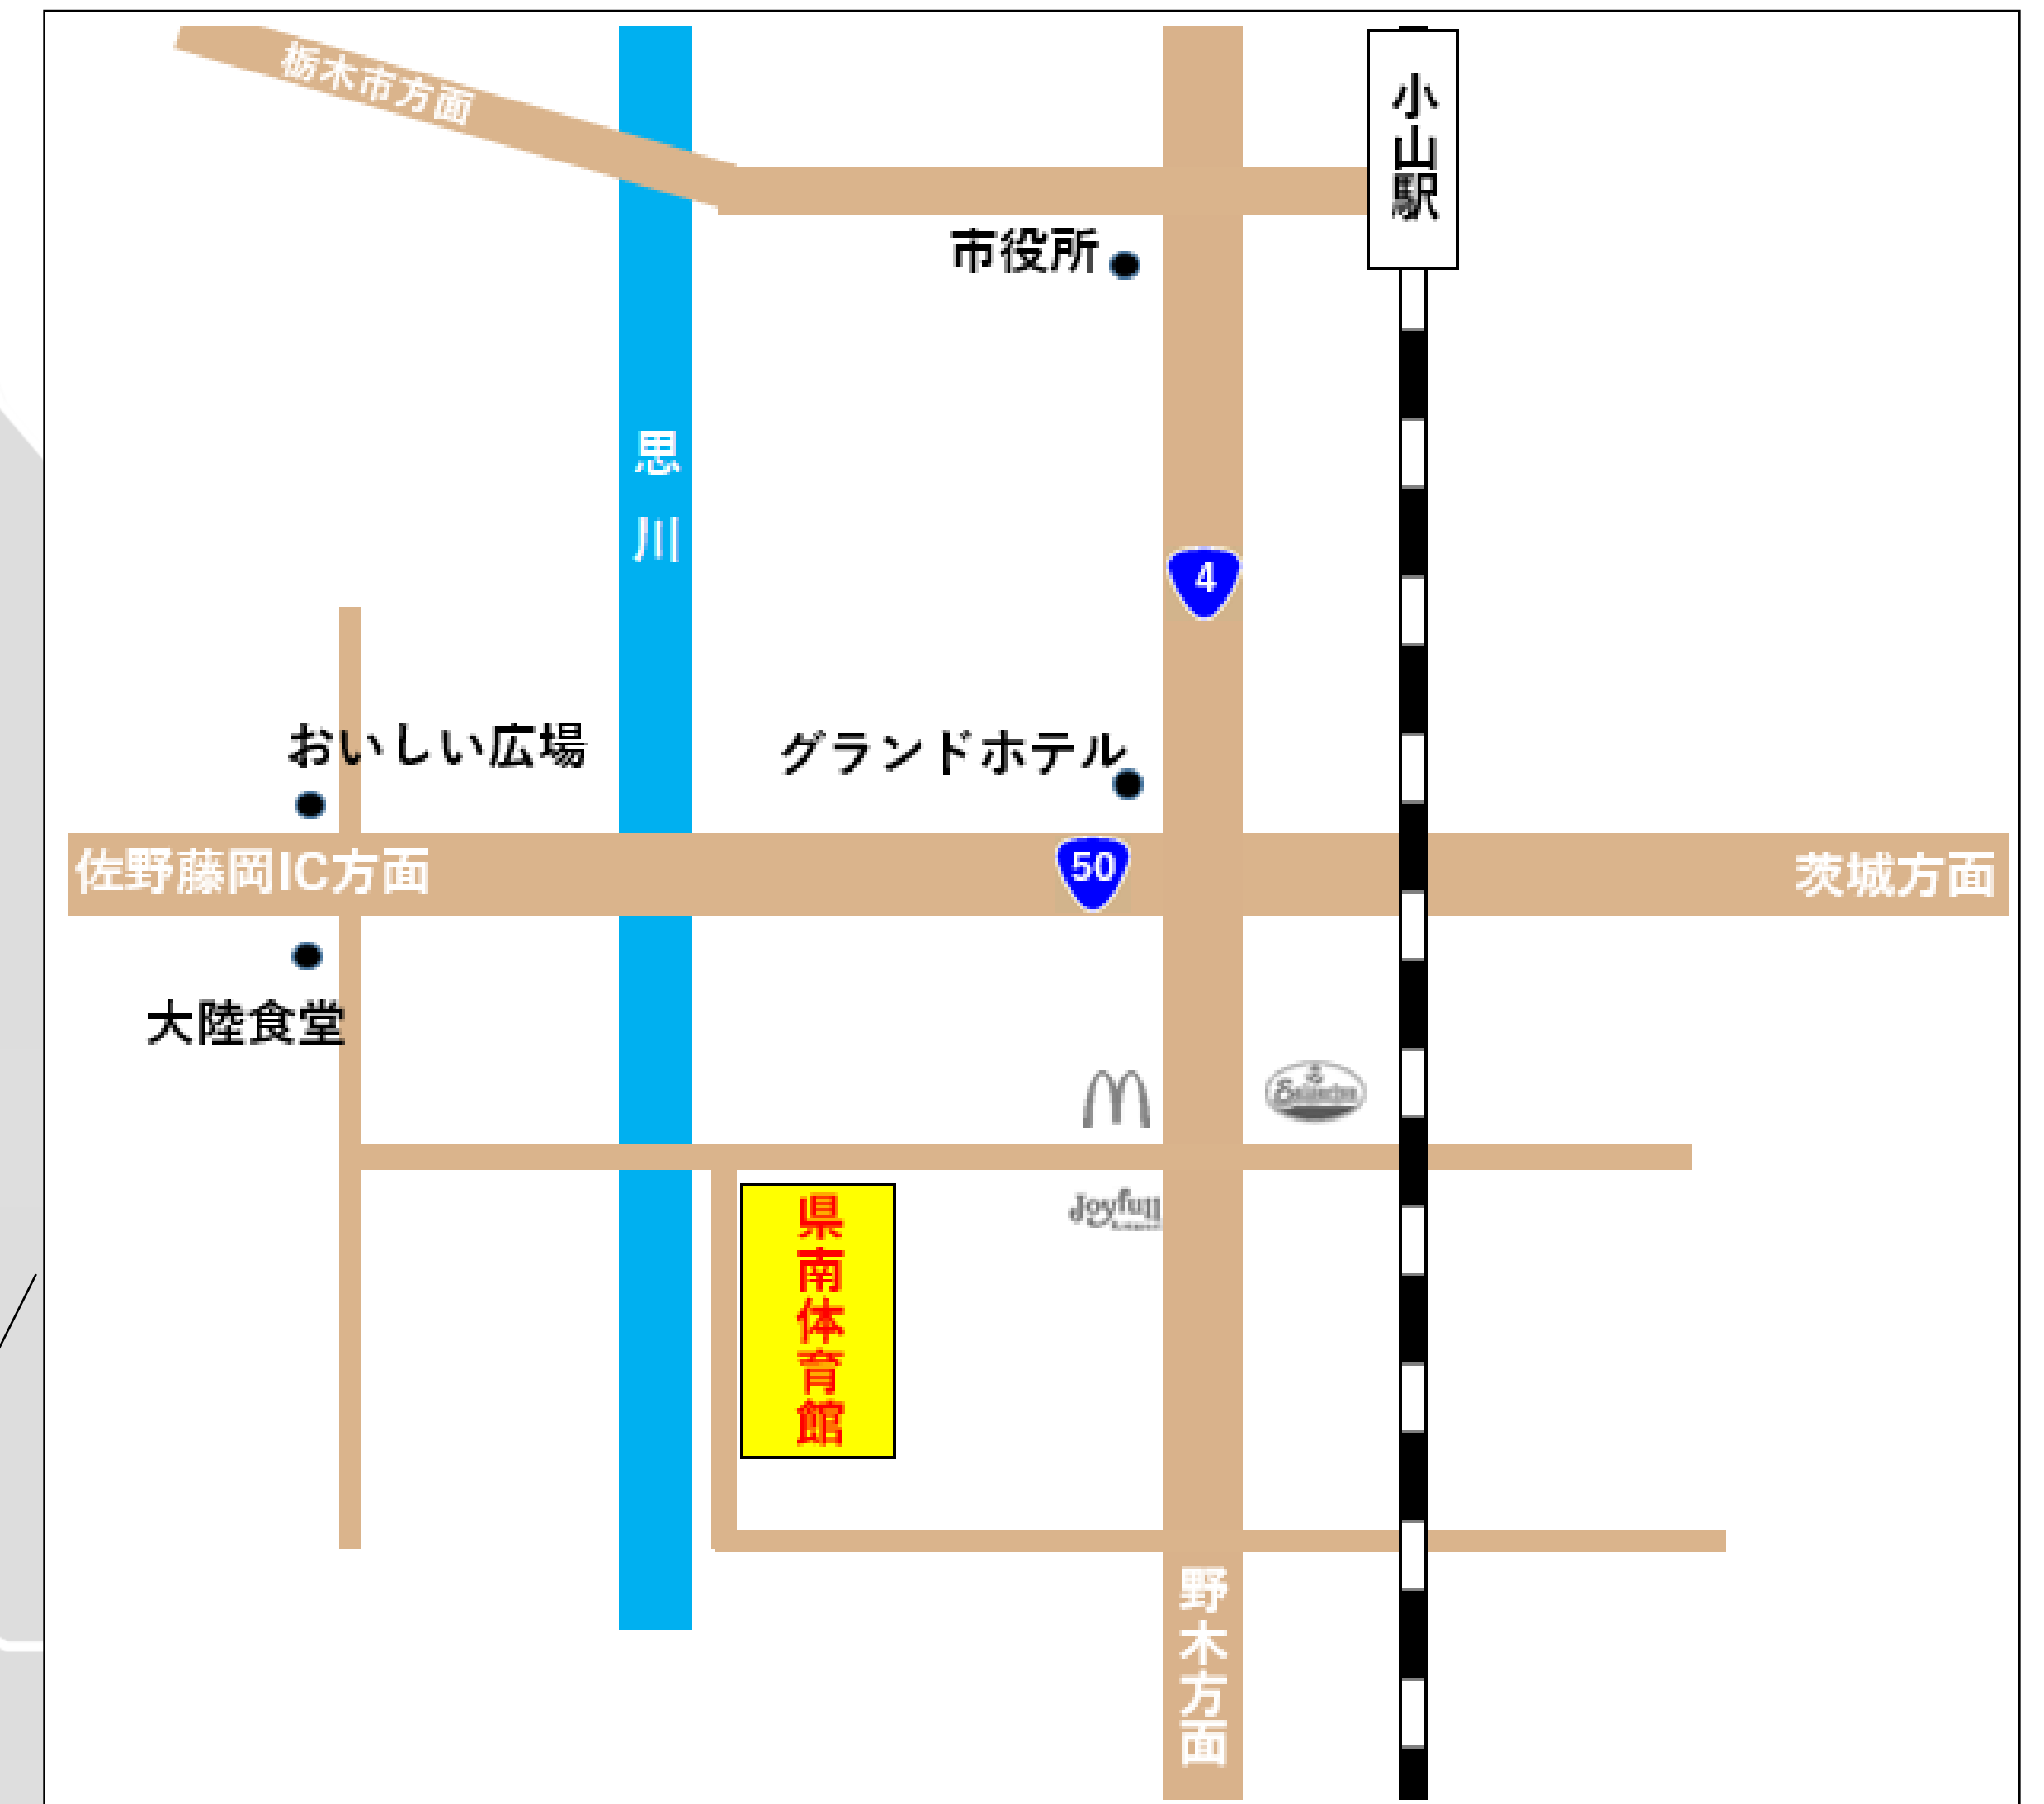 栃木市方面
小山駅
市役所
思川
4
おいしい広場
グランドホテル
佐野藤岡IC方面
50
茨城方面
大陸食堂
Joyfull
県南体育館
野木方面